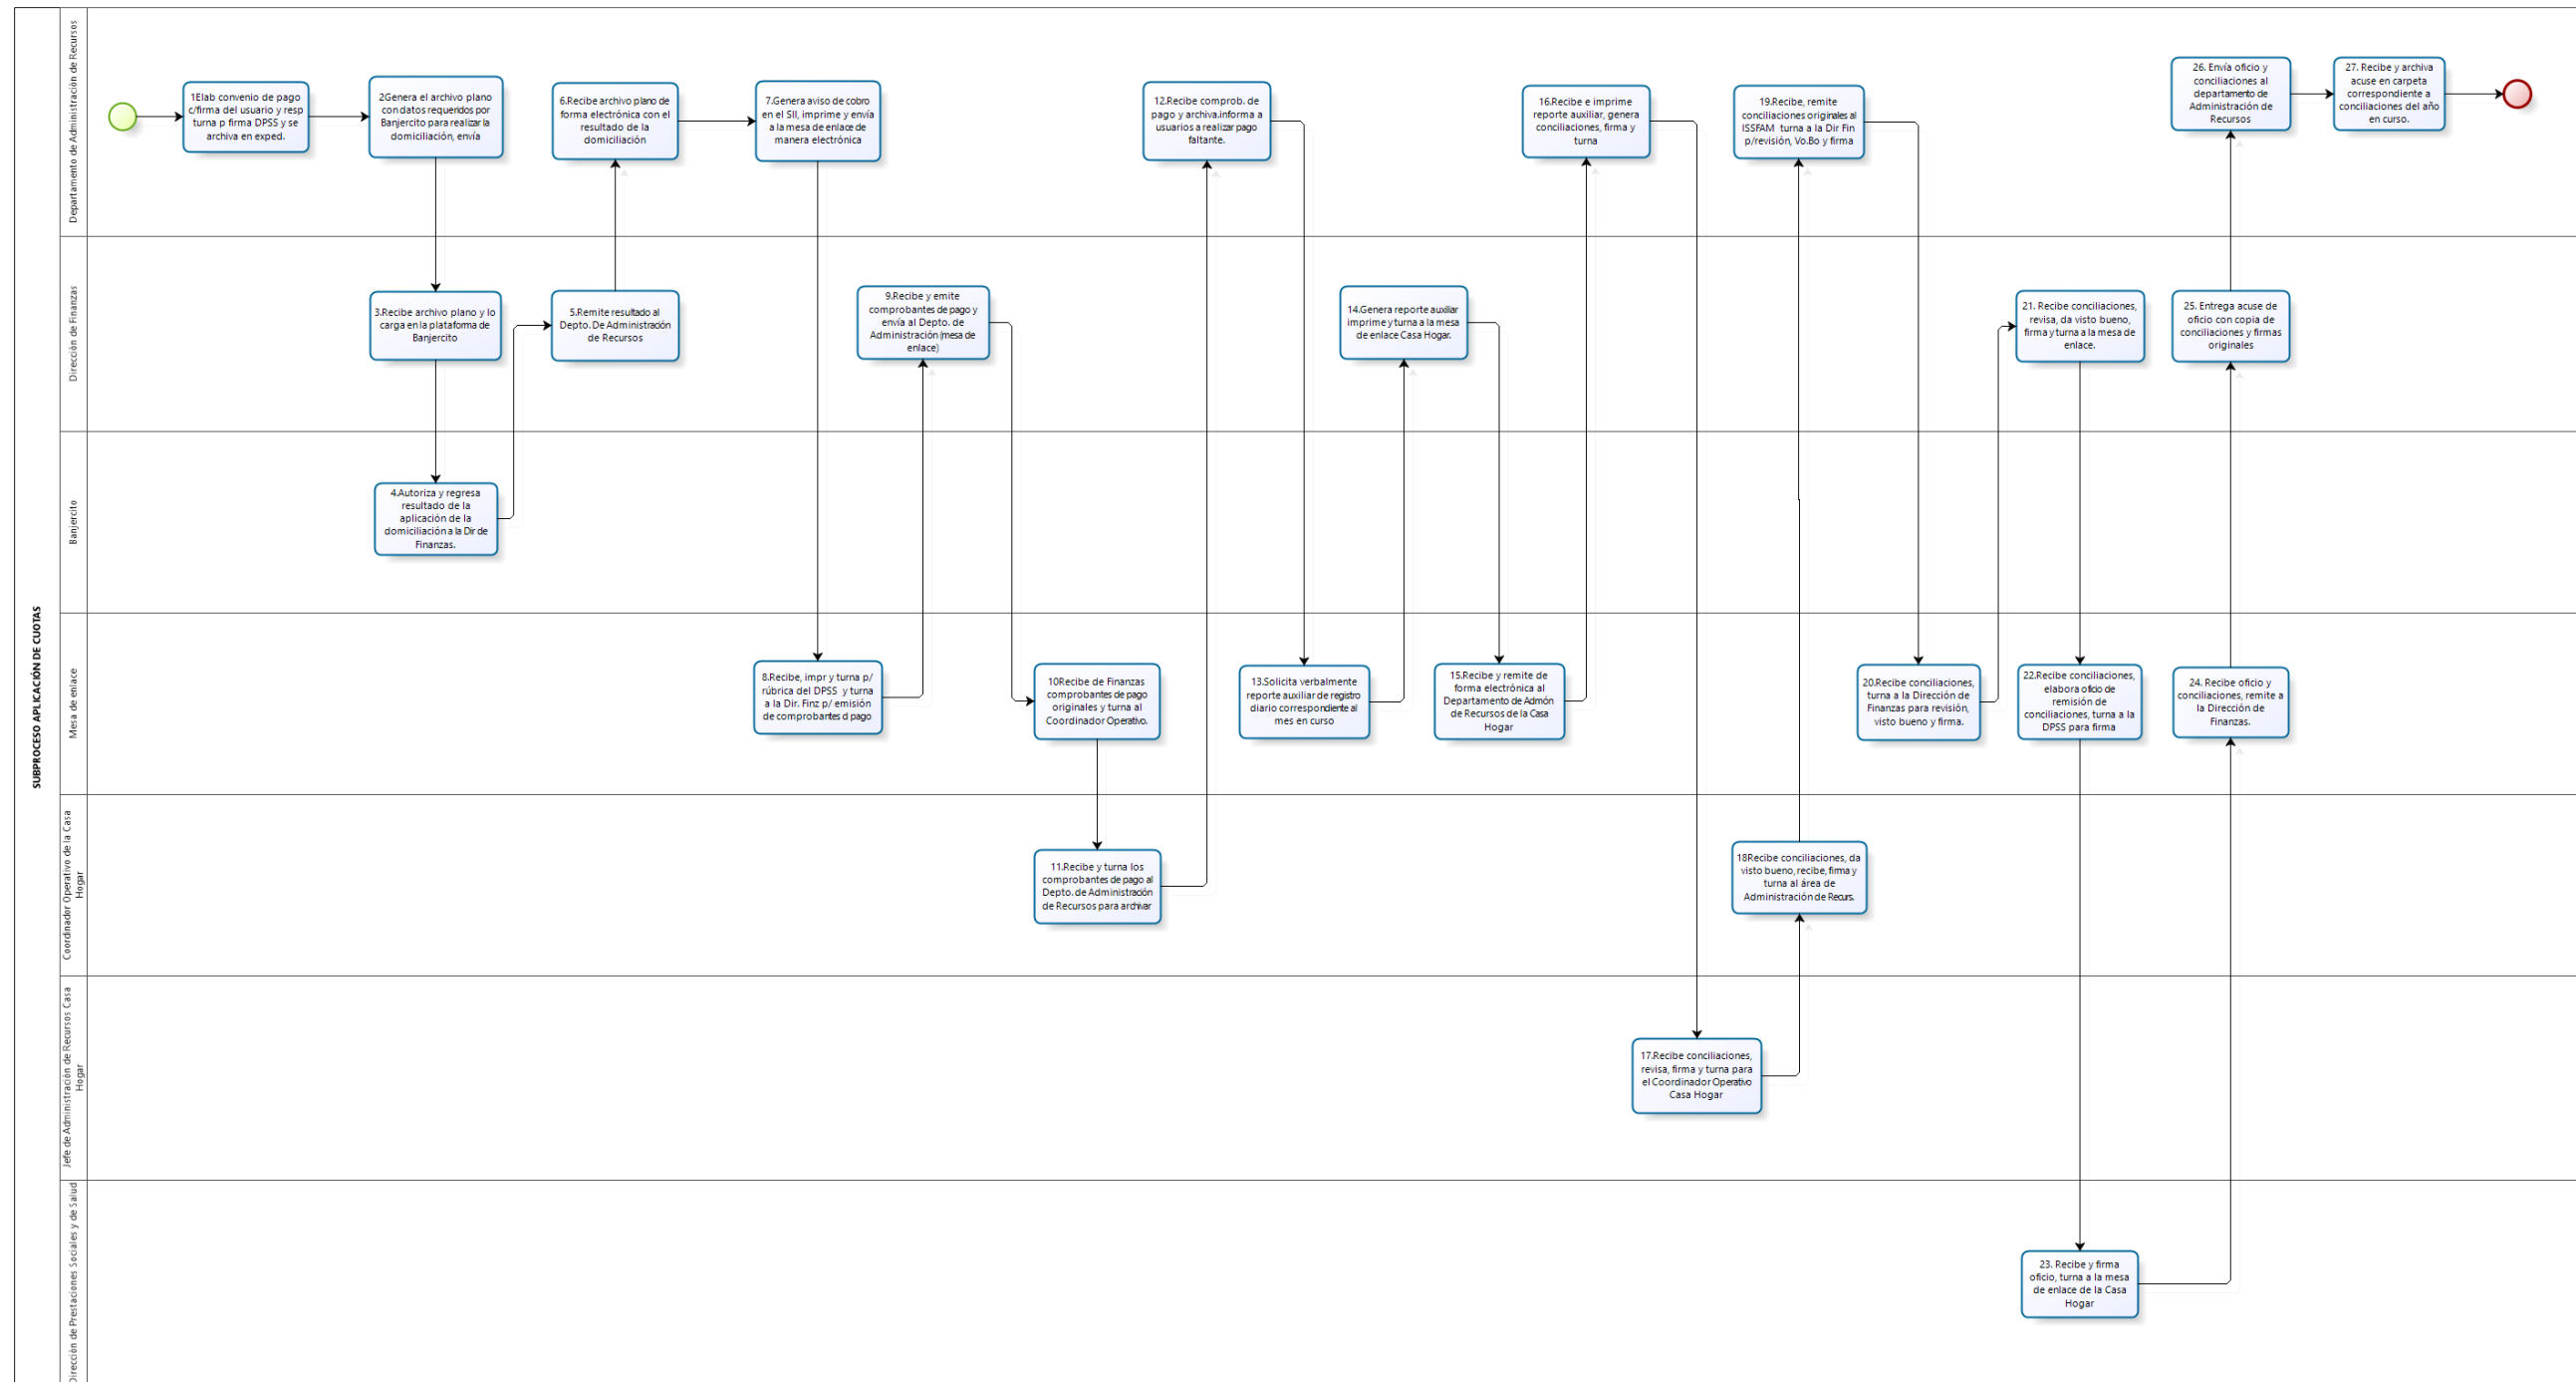 SUBPROCESO APLICACIÓN DE CUOTAS
Departamento de Administración de Recursos
1Elab convenio de pago
c/firma del usuario y resp
turna p firma DPSS y se
archiva en exped.
2Genera el archivo plano
con datos requeridos por
Banjercito para realizar la
domiciliación, envía
6.Recibe archivo plano de
forma electrónica con el
resultado de la
domiciliación
7.Genera aviso de cobro
en el SII, imprime y envía
a la mesa de enlace de
manera electrónica
12.Recibe comprob. de
pago y archiva.informa a
usuarios a realizar pago
faltante.
16.Recibe e imprime
reporte auxiliar, genera
conciliaciones, firma y
turna
19.Recibe, remite
conciliaciones originales al
ISSFAM turna a la Dir Fin
p/revisión, Vo.Bo y firma
26. Envía oficio y
conciliaciones al
departamento de
Administración de
Recursos
27. Recibe y archiva
acuse en carpeta
correspondiente a
conciliaciones del año
en curso.
Dirección de Finanzas
3.Recibe archivo plano y lo
carga en la plataforma de
Banjercito
5.Remite resultado al
Depto. De Administración
de Recursos
9.Recibe y emite
comprobantes de pago y
envía al Depto. de
Administración (mesa de
enlace)
14.Genera reporte auxiliar
imprime y turna a la mesa
de enlace Casa Hogar.
21. Recibe conciliaciones,
revisa, da visto bueno,
firma y turna a la mesa de
enlace.
25. Entrega acuse de
oficio con copia de
conciliaciones y firmas
originales
Banjercito
4.Autoriza y regresa
resultado de la
aplicación de la
domiciliación a la Dir de
Finanzas.
Mesa de enlace
8.Recibe, impr y turna p/
rúbrica del DPSS y turna
a la Dir. Finz p/ emisión
de comprobantes d pago
10Recibe de Finanzas
comprobantes de pago
originales y turna al
Coordinador Operativo.
13.Solicita verbalmente
reporte auxiliar de registro
diario correspondiente al
mes en curso
15.Recibe y remite de
forma electrónica al
Departamento de Admón
de Recursos de la Casa
Hogar
20.Recibe conciliaciones,
turna a la Dirección de
Finanzas para revisión,
visto bueno y firma.
22.Recibe conciliaciones,
elabora oficio de
remisión de
conciliaciones, turna a la
DPSS para firma
24. Recibe oficio y
conciliaciones, remite a
la Dirección de
Finanzas.
Coordinador Operativo de la Casa
Hogar
11.Recibe y turna los
comprobantes de pago al
Depto. de Administración
de Recursos para archivar
18Recibe conciliaciones, da
visto bueno, recibe, firma y
turna al área de
Administración de Recurs.
Jefe de Administración de Recursos Casa
Hogar
17.Recibe conciliaciones,
revisa, firma y turna para
el Coordinador Operativo
Casa Hogar
Dirección de Prestaciones Sociales y de Salud
23. Recibe y firma
oficio, turna a la mesa
de enlace de la Casa
Hogar